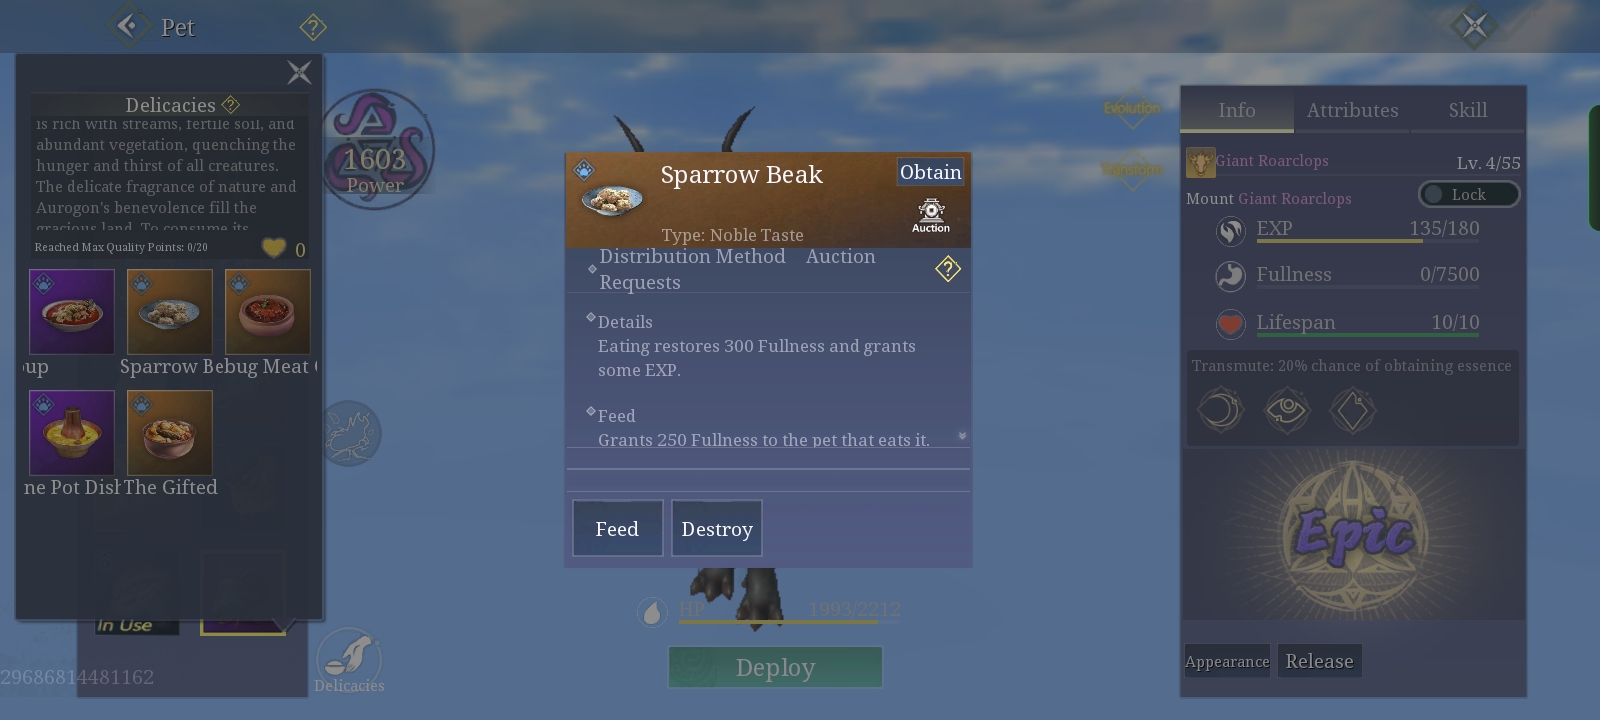 Pet
Delicacies
is rich with streams, fertile soil, and
abundant vegetation, quenching the
hunger and thirst of all creatures.
The delicate fragrance of nature and
Aurogon's benevolence fill the
gracious land. To consume its
Reached Max Quality Points: 0/20
0
up
Sparrow B
ebug Meat
ne Pot Dish
The Gifted
In Use
29686814481162
1603
Power
Delicacies
Sparrow Beak
Obtain
Auction
Type: Noble Taste
Distribution Method Auction
Requests
Details
Eating restores 300 Fullness and grants
some EXP.
Feed
Grants 250 Fullness to the pet that eats it.
Feed
Destroy
HP 1993/2212
Deploy
Evolution
Info
Attributes
Skill
Giant Roarclops
Lv. 4/55
Mount Giant Roarclops
Lock
EXP 135/180
Fullness 0/7500
Lifespan 10/10
Transmute: 20% chance of obtaining essence
Epic
Appearance
Release